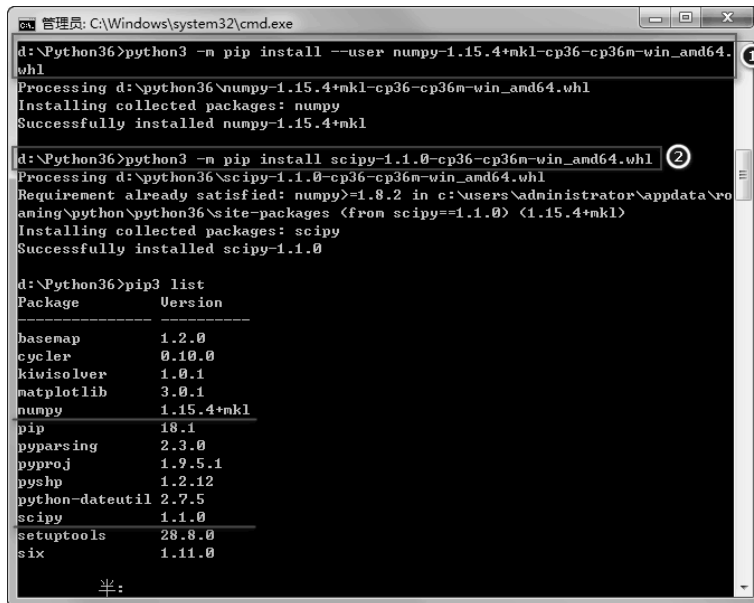 管理员: C:\Windows\system32\cmd.exe
d:\Python36>python3 -m pip install --user numpy-1.15.4+mkl-cp36-cp36m-win_amd64.
whl
①
Processing d:\python36\numpy-1.15.4+mkl-cp36-cp36m-win_amd64.whl
Installing collected packages: numpy
Successfully installed numpy-1.15.4+mkl
d:\Python36>python3 -m pip install scipy-1.1.0-cp36-cp36m-win_amd64.whl ②
Processing d:\python36\scipy-1.1.0-cp36-cp36m-win_amd64.whl
Requirement already satisfied: numpy>=1.8.2 in c:\users\administrator\appdata\ro
aming\python\python36\site-packages (from scipy==1.1.0) (1.15.4+mkl)
Installing collected packages: scipy
Successfully installed scipy-1.1.0
d:\Python36>pip3 list
Package Version
--------------- ----------
basemap 1.2.0
cycler 0.10.0
kiwisolver 1.0.1
matplotlib 3.0.1
numpy 1.15.4+mkl
pip 18.1
pyparsing 2.3.0
pyproj 1.9.5.1
pyshp 1.2.12
python-dateutil 2.7.5
scipy 1.1.0
setuptools 28.8.0
six 1.11.0
半: